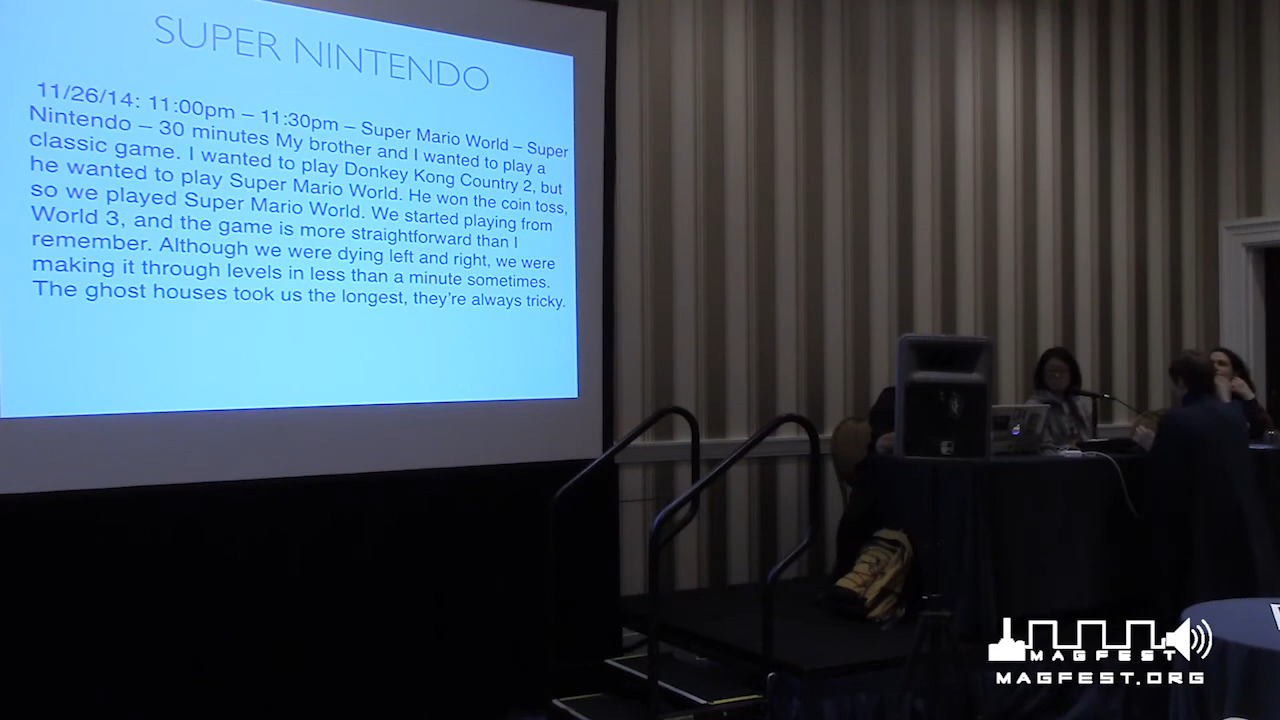 SUPER NINTENDO
11/26/14: 11:00pm – 11:30pm – Super Mario World – Super
Nintendo – 30 minutes My brother and I wanted to play a
classic game. I wanted to play Donkey Kong Country 2, but
he wanted to play Super Mario World. He won the coin toss,
so we played Super Mario World. We started playing from
World 3, and the game is more straightforward than I
remember. Although we were dying left and right, we were
making it through levels in less than a minute sometimes.
The ghost houses took us the longest, they're always tricky.
MAGFEST
MAGFEST.ORG